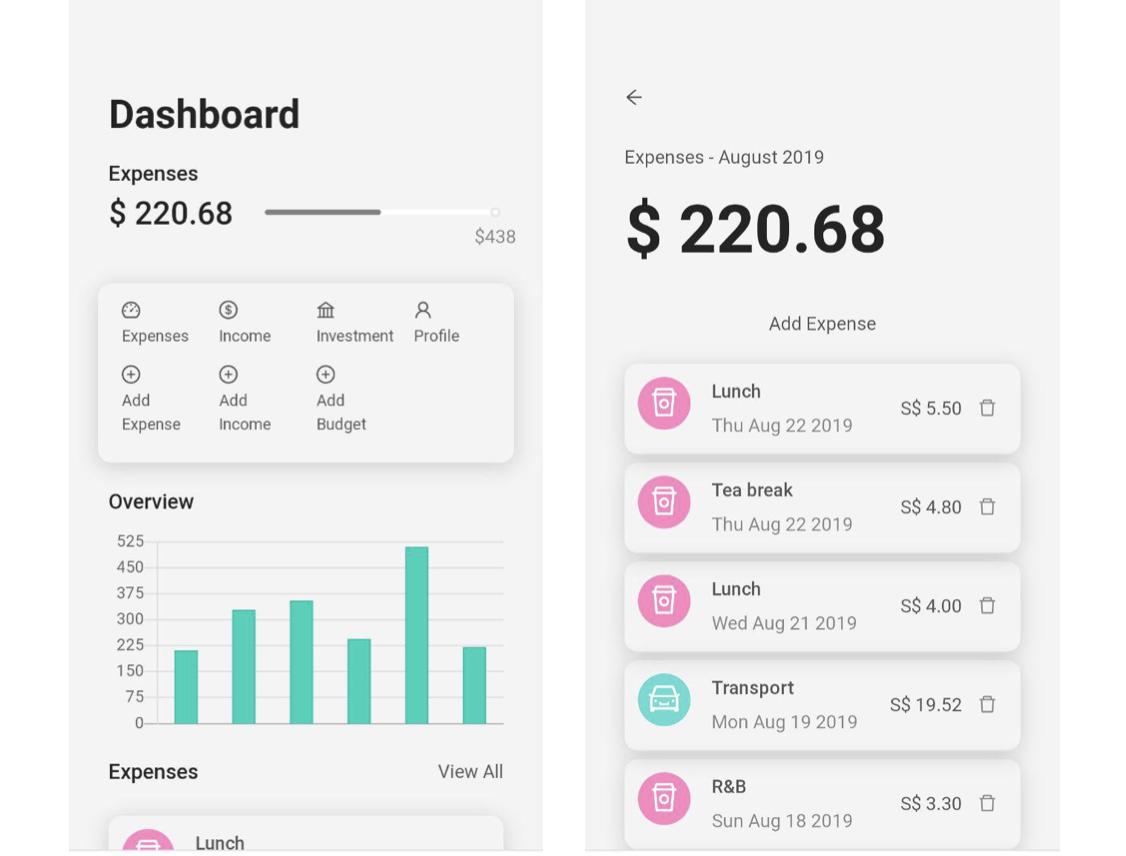 Dashboard
Expenses
$ 220.68
$438
Expenses Income Investment Profile
Add Add Add
Expense Income Budget
Overview
525
450
375
300
225
150
75
0
Expenses View All
Lunch
Expenses - August 2019
$ 220.68
Add Expense
Lunch
Thu Aug 22 2019
S$ 5.50
Tea break
Thu Aug 22 2019
S$ 4.80
Lunch
Wed Aug 21 2019
S$ 4.00
Transport
Mon Aug 19 2019
S$ 19.52
R&B
Sun Aug 18 2019
S$ 3.30